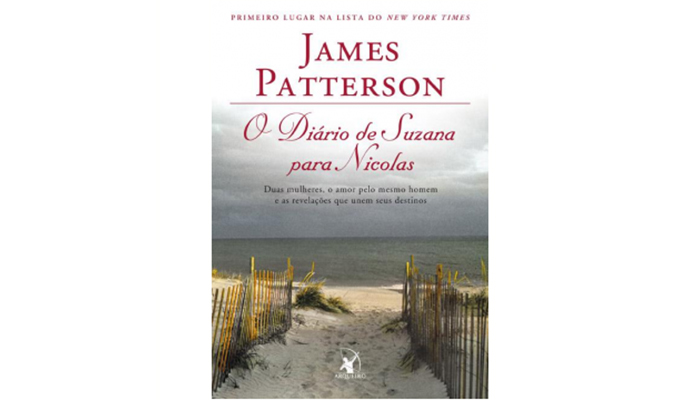 PRIMEIRO LUGAR NA LISTA DO NEW YORK TIMES
JAMES
PATTERSON
O Diário de Suzana
para Nicolas
Duas mulheres, o amor pelo mesmo homem
e as revelações que unem seus destinos
ARQUEIRO